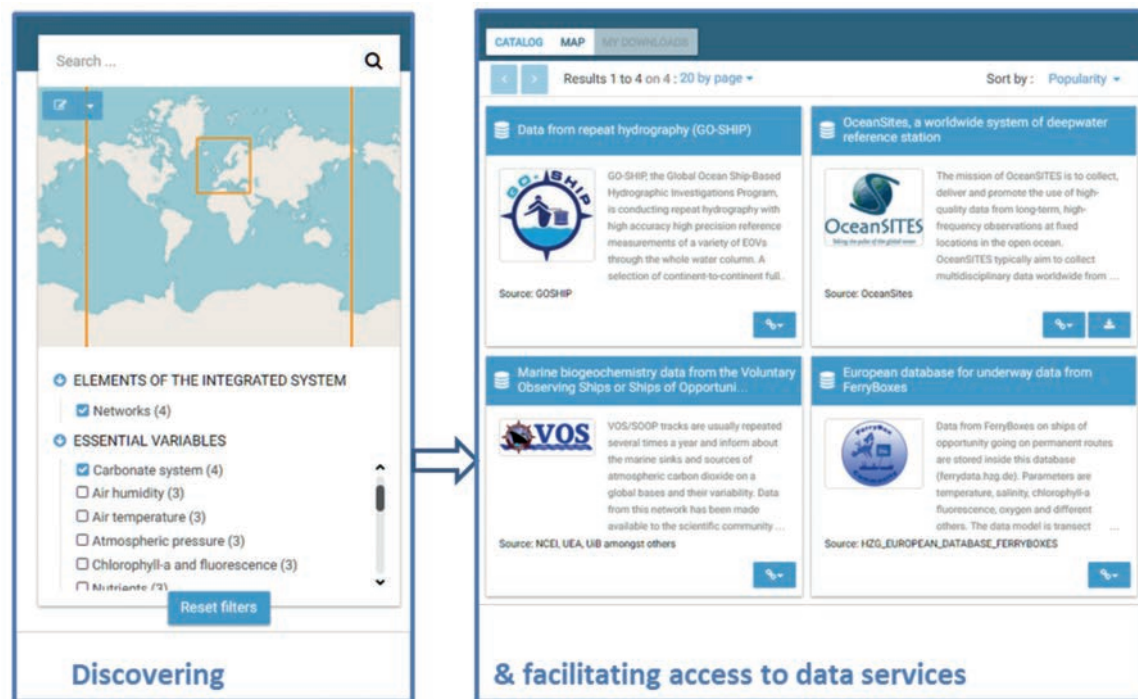 Search ...
ELEMENTS OF THE INTEGRATED SYSTEM
Networks (4)
ESSENTIAL VARIABLES
Carbonate system (4)
Air humidity (3)
Air temperature (3)
Atmospheric pressure (3)
Chlorophyll-a and fluorescence (3)
Nutrients (3)
Reset filters
Discovering
CATALOG MAP MY DOWNLOADS
< > Results 1 to 4 on 4 : 20 by page
Sort by : Popularity
Data from repeat hydrography (GO-SHIP)
GO-SHIP
GO-SHIP, the Global Ocean Ship-Based
Hydrographic Investigations Program,
is conducting repeat hydrography with
high accuracy high precision reference
measurements of a variety of EOVs
through the whole water column. A
selection of continent-to-continent full..
Source: GOSHIP
OceanSites, a worldwide system of deepwater
reference station
OceanSITES
Taking the pulse of the global ocean
The mission of OceanSITES is to collect,
deliver and promote the use of high-
quality data from long-term, high-
frequency observations at fixed
locations in the open ocean.
OceanSITES typically aim to collect
multidisciplinary data worldwide from ...
Source: OceanSites
Marine biogeochemistry data from the Voluntary
Observing Ships or Ships of Opportuni...
VOS
VOS/SOOP tracks are usually repeated
several times a year and inform about
the marine sinks and sources of
atmospheric carbon dioxide on a
global bases and their variability. Data
from this network has been made
available to the scientific community ...
Source: NCEI, UEA, UiB amongst others
European database for underway data from
FerryBoxes
FerryBox
Data from FerryBoxes on ships of
opportunity going on permanent routes
are stored inside this database
(ferrydata.hzg.de). Parameters are
temperature, salinity, chlorophyll-a
fluorescence, oxygen and different
others. The data model is transect ...
Source: HZG_EUROPEAN_DATABASE_FERRYBOXES
& facilitating access to data services